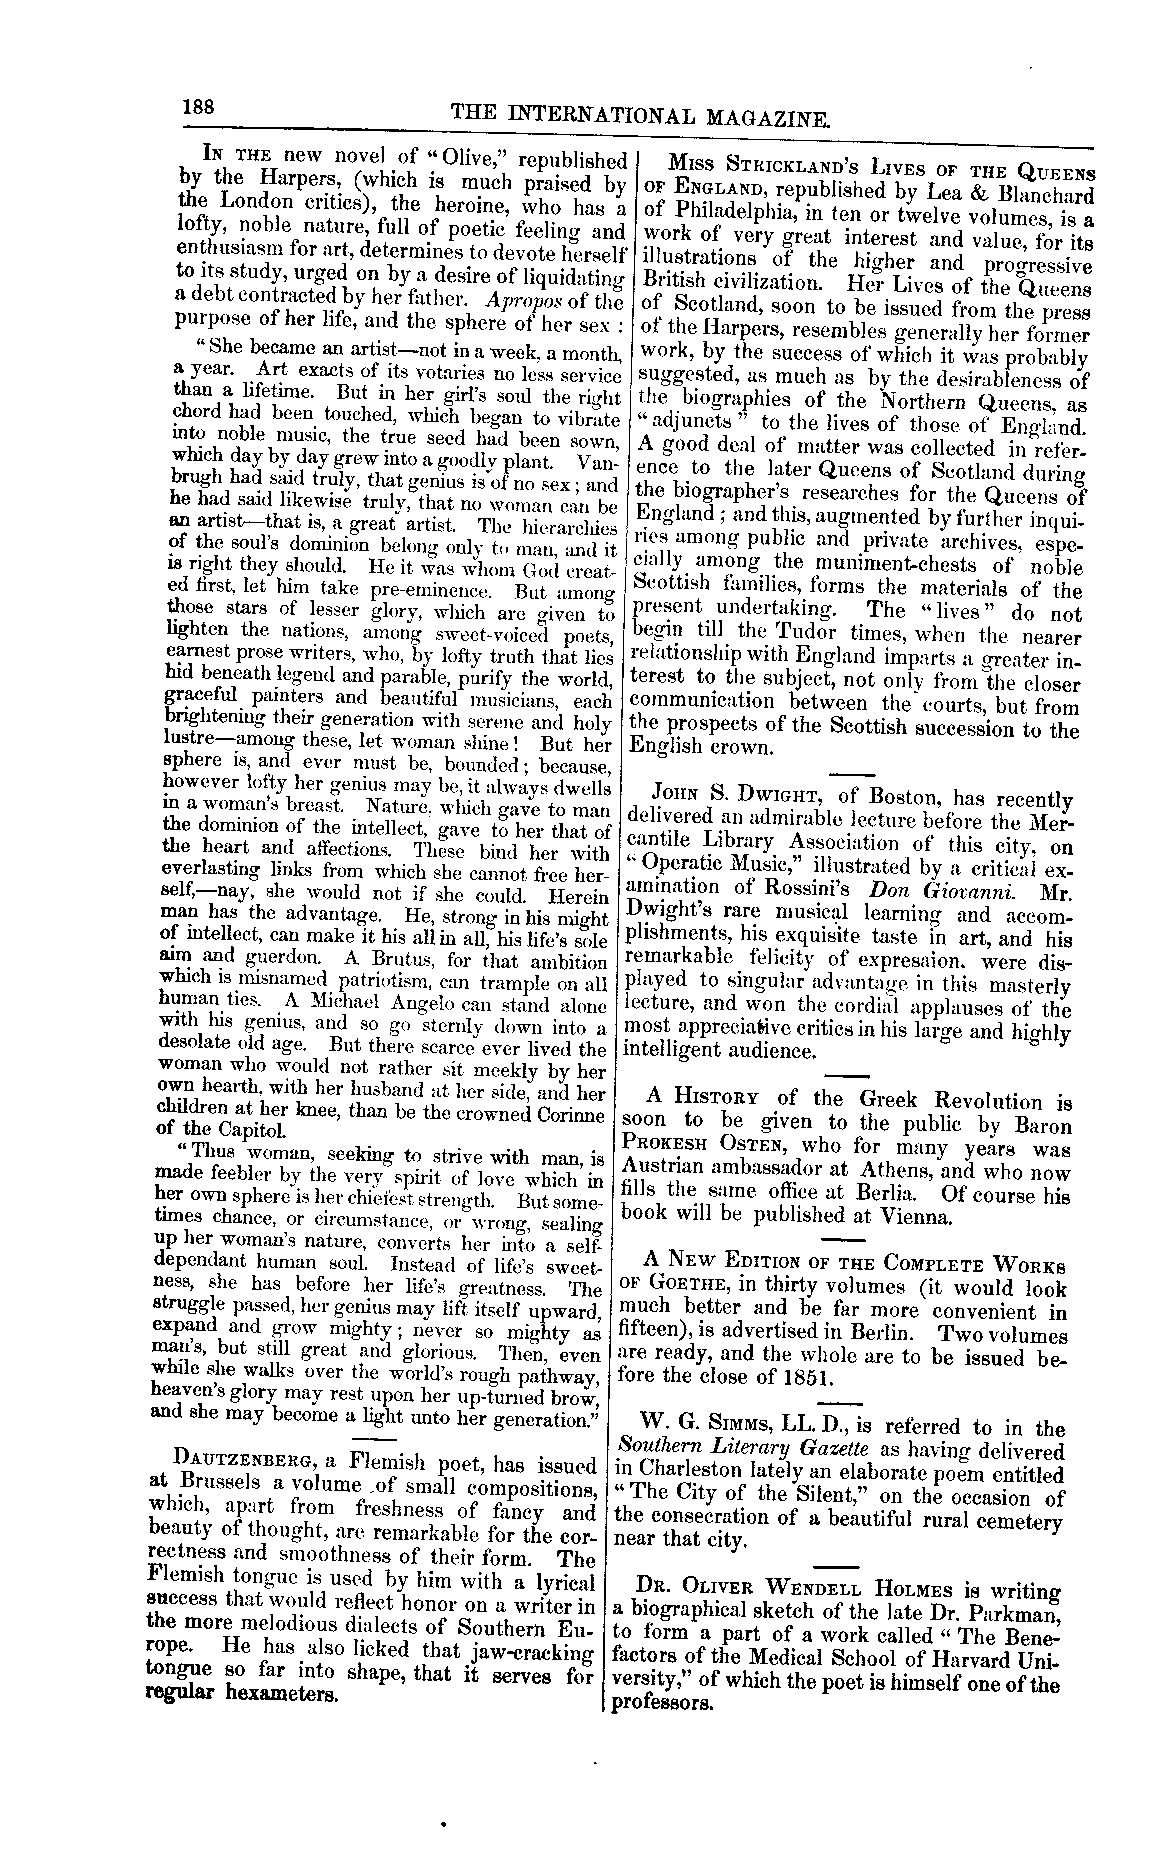 188
THE INTERNATIONAL MAGAZINE.
IN THE new novel of "Olive," republished
by the Harpers, (which is much praised by
the London critics), the heroine, who has a
lofty, noble nature, full of poetic feeling and
enthusiasm for art, determines to devote herself
to its study, urged on by a desire of liquidating
a debt contracted by her father. Apropos of the
purpose of her life, and the sphere of her sex :
"She became an artist—not in a week, a month,
a year. Art exacts of its votaries no less service
than a lifetime. But in her girl's soul the right
chord had been touched, which began to vibrate
into noble music, the true seed had been sown,
which day by day grew into a goodly plant. Van-
brugh had said truly, that genius is of no sex ; and
he had said likewise truly, that no woman can be
an artist—that is, a great artist. The hierarchies
of the soul's dominion belong only to man, and it
is right they should. He it was whom God creat-
ed first, let him take pre-eminence. But among
those stars of lesser glory, which are given to
lighten the nations, among sweet-voiced poets,
earnest prose writers, who, by lofty truth that lies
hid beneath legend and parable, purify the world,
graceful painters and beautiful musicians, each
brightening their generation with serene and holy
lustre—among these, let woman shine! But her
sphere is, and ever must be, bounded ; because,
however lofty her genius may be, it always dwells
in a woman's breast. Nature, which gave to man
the dominion of the intellect, gave to her that of
the heart and affections. These bind her with
everlasting links from which she cannot free her-
self,—nay, she would not if she could. Herein
man has the advantage. He, strong in his might
of intellect, can make it his all in all, his life's sole
aim and guerdon. A Brutus, for that ambition
which is misnamed patriotism, can trample on all
human ties. A Michael Angelo can stand alone
with his genius, and so go sternly down into a
desolate old age. But there scarce ever lived the
woman who would not rather sit meekly by her
own hearth, with her husband at her side, and her
children at her knee, than be the crowned Corinne
of the Capitol.
"Thus woman, seeking to strive with man, is
made feebler by the very spirit of love which in
her own sphere is her chiefest strength. But some-
times chance, or circumstance, or wrong, sealing
up her woman's nature, converts her into a self-
dependant human soul. Instead of life's sweet-
ness, she has before her life's greatness. The
struggle passed, her genius may lift itself upward,
expand and grow mighty ; never so mighty as
man's, but still great and glorious. Then, even
while she walks over the world's rough pathway,
heaven's glory may rest upon her up-turned brow,
and she may become a light unto her generation."
DAUTZENBERG, a Flemish poet, has issued
at Brussels a volume of small compositions,
which, apart from freshness of fancy and
beauty of thought, are remarkable for the cor-
rectness and smoothness of their form. The
Flemish tongue is used by him with a lyrical
success that would reflect honor on a writer in
the more melodious dialects of Southern Eu-
rope. He has also licked that jaw-cracking
tongue so far into shape, that it serves for
regular hexameters.
MISS STRICKLAND'S LIVES OF THE QUEENS
OF ENGLAND, republished by Lea & Blanchard
of Philadelphia, in ten or twelve volumes, is a
work of very great interest and value, for its
illustrations of the higher and progressive
British civilization. Her Lives of the Queens
of Scotland, soon to be issued from the press
of the Harpers, resembles generally her former
work, by the success of which it was probably
suggested, as much as by the desirableness of
the biographies of the Northern Queens, as
"adjuncts" to the lives of those of England.
A good deal of matter was collected in refer-
ence to the later Queens of Scotland during
the biographer's researches for the Queens of
England ; and this, augmented by further inqui-
ries among public and private archives, espe-
cially among the muniment-chests of noble
Scottish families, forms the materials of the
present undertaking. The "lives" do not
begin till the Tudor times, when the nearer
relationship with England imparts a greater in-
terest to the subject, not only from the closer
communication between the courts, but from
the prospects of the Scottish succession to the
English crown.
JOHN S. DWIGHT, of Boston, has recently
delivered an admirable lecture before the Mer-
cantile Library Association of this city, on
"Operatic Music," illustrated by a critical ex-
amination of Rossini's Don Giovanni. Mr.
Dwight's rare musical learning and accom-
plishments, his exquisite taste in art, and his
remarkable felicity of expresaion. were dis-
played to singular advantage in this masterly
lecture, and won the cordial applauses of the
most appreciative critics in his large and highly
intelligent audience.
A HISTORY of the Greek Revolution is
soon to be given to the public by Baron
PROKESH OSTEN, who for many years was
Austrian ambassador at Athens, and who now
fills the same office at Berlia. Of course his
book will be published at Vienna.
A NEW EDITION OF THE COMPLETE WORKS
OF GOETHE, in thirty volumes (it would look
much better and be far more convenient in
fifteen), is advertised in Berlin. Two volumes
are ready, and the whole are to be issued be-
fore the close of 1851.
W. G. SIMMS, LL. D., is referred to in the
Southern Literary Gazette as having delivered
in Charleston lately an elaborate poem entitled
"The City of the Silent," on the occasion of
the consecration of a beautiful rural cemetery
near that city.
DR. OLIVER WENDELL HOLMES is writing
a biographical sketch of the late Dr. Parkman,
to form a part of a work called "The Bene-
factors of the Medical School of Harvard Uni-
versity," of which the poet is himself one of the
professors.